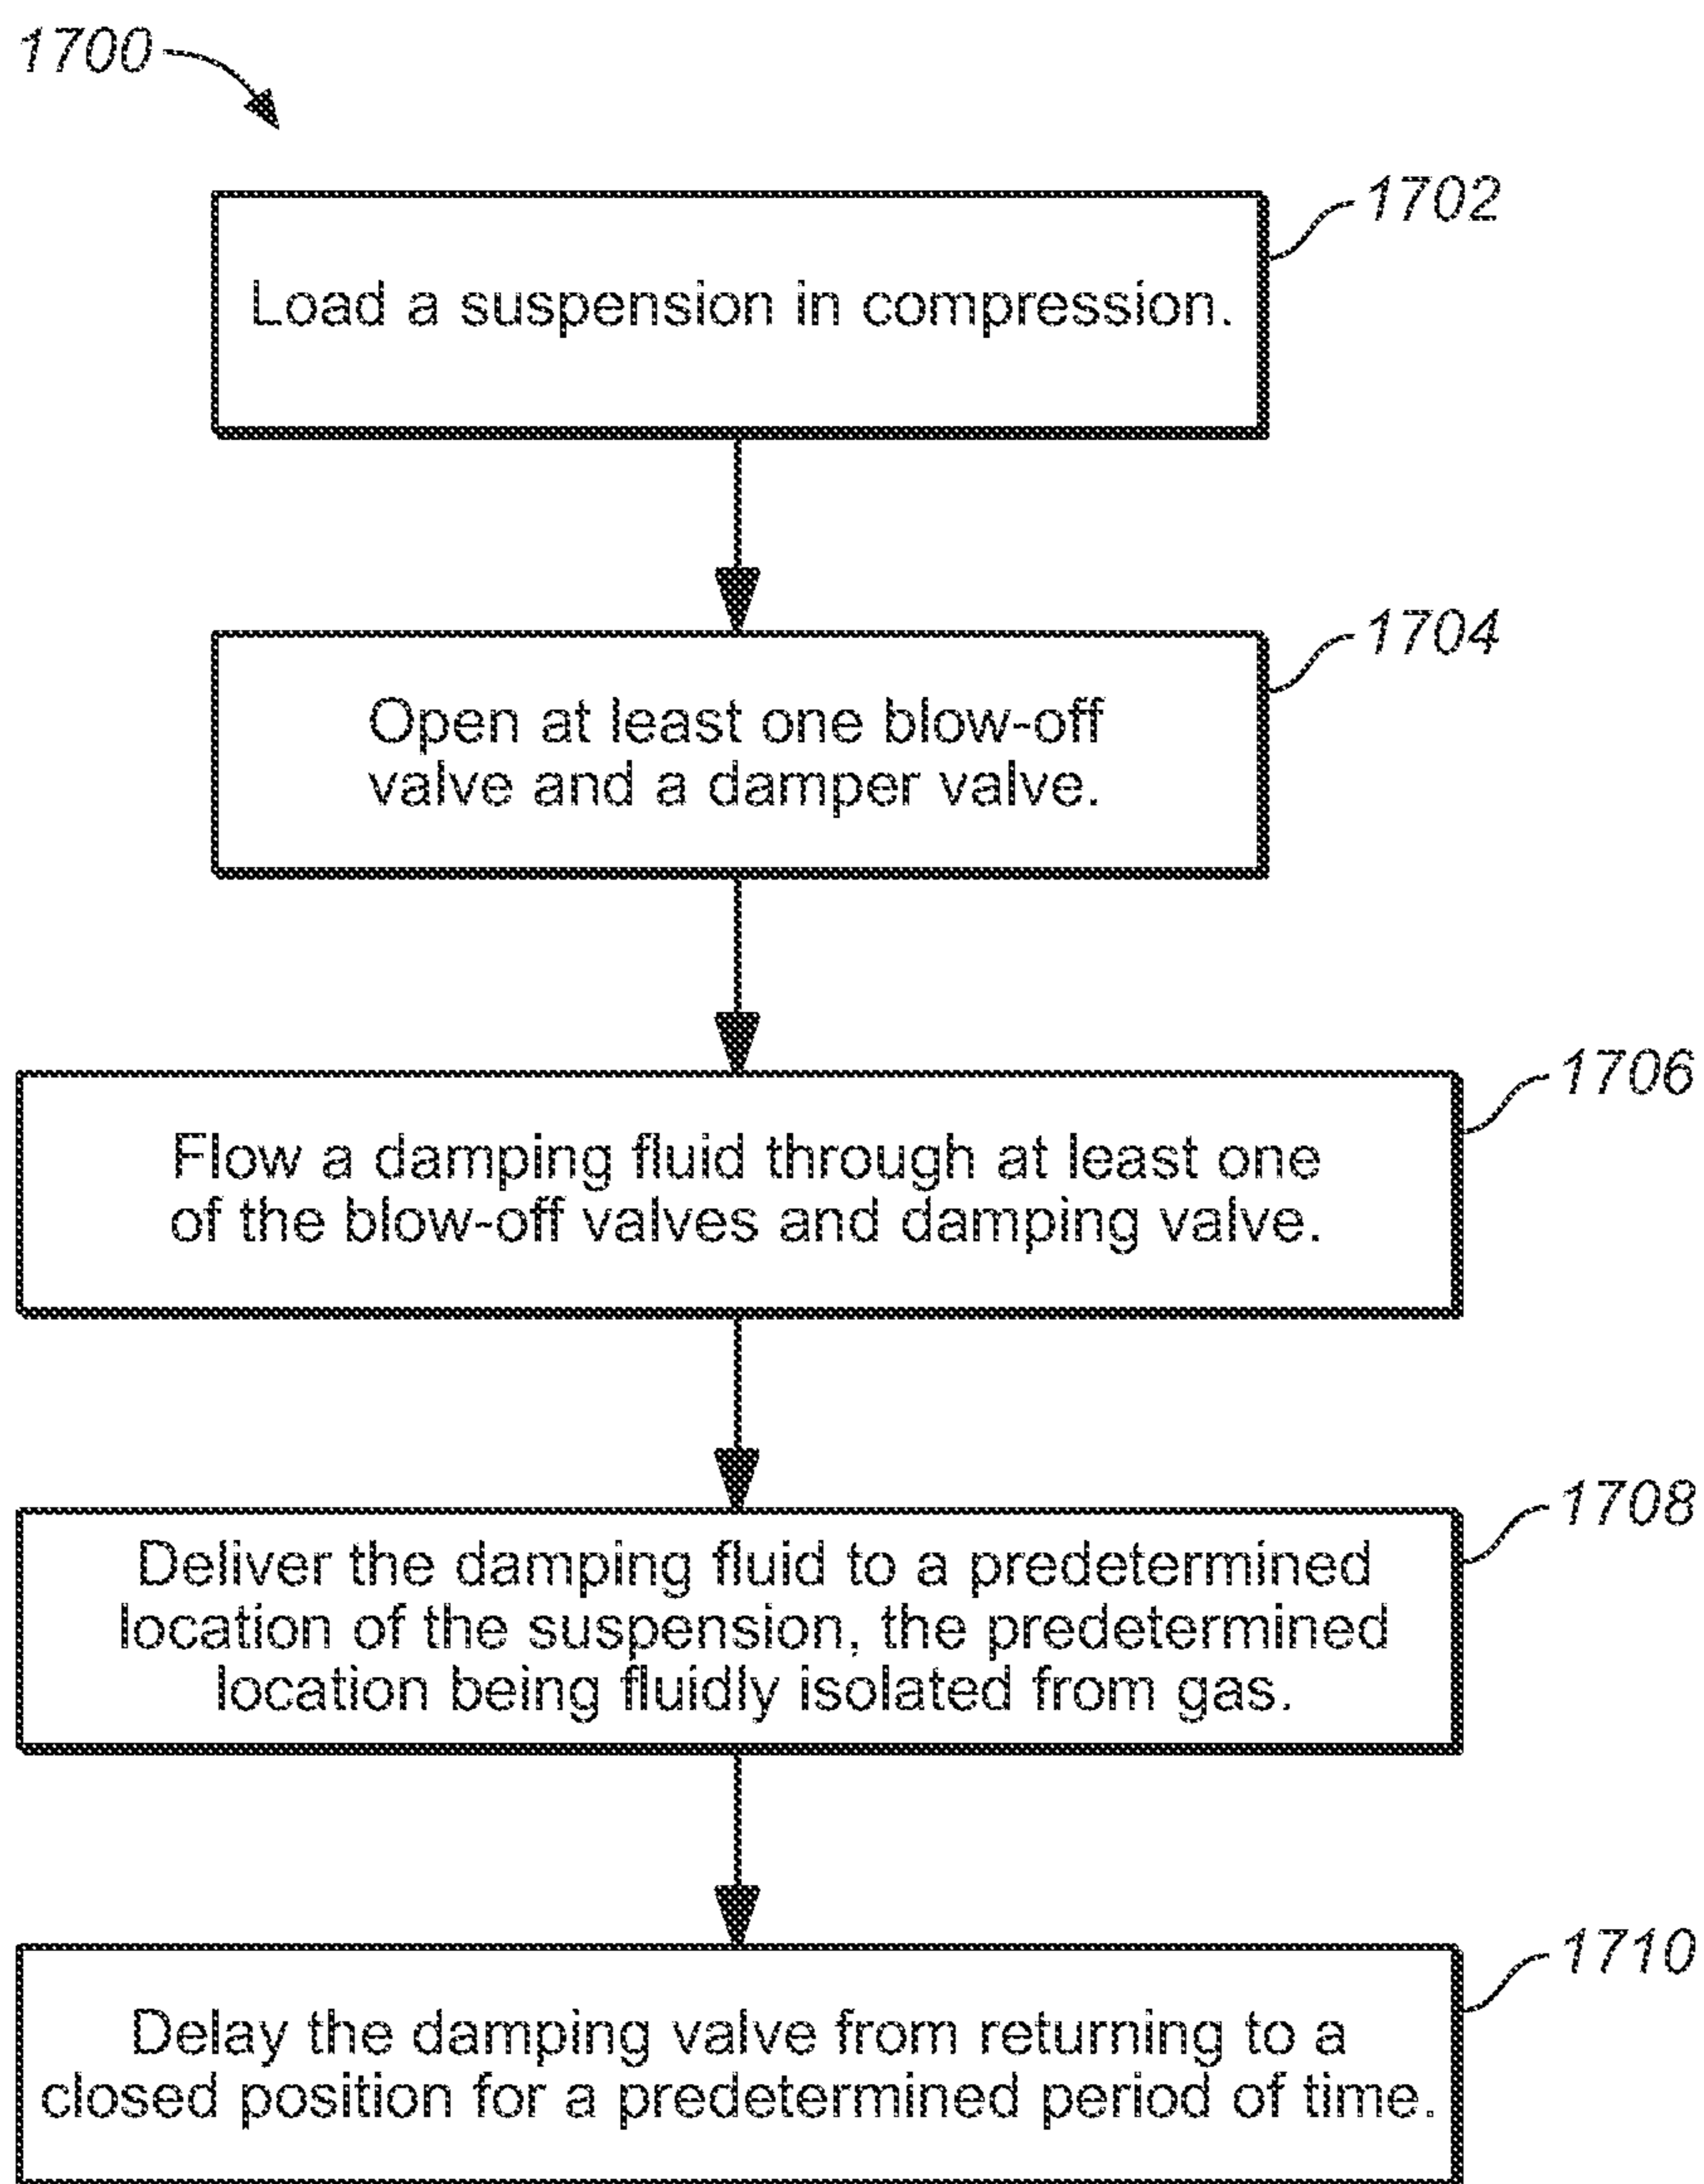 1700
1702
Load a suspension in compression.
1704
Open at least one blow-off
valve and a damper valve.
1706
Flow a damping fluid through at least one
of the blow-off valves and damping valve.
1708
Deliver the damping fluid to a predetermined
location of the suspension, the predetermined
location being fluidly isolated from gas.
1710
Delay the damping valve from returning to a
closed position for a predetermined period of time.